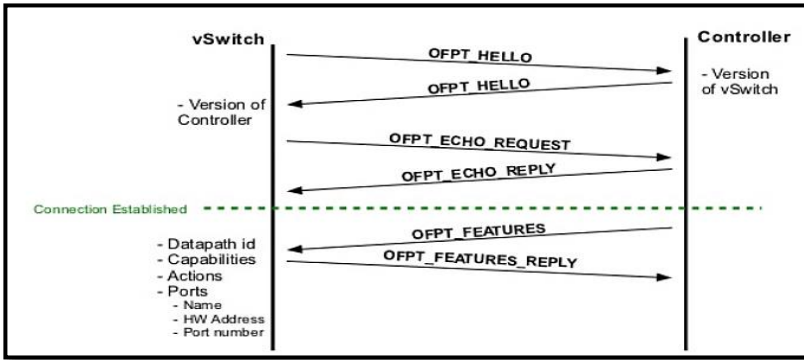 vSwitch
Controller
OFPT_HELLO
- Version
of vSwitch
OFPT_HELLO
- Version of
Controller
OFPT_ECHO_REQUEST
OFPT_ECHO_REPLY
Connection Established
OFPT_FEATURES
- Datapath id
- Capabilities
- Actions
- Ports
- Name
- HW Address
- Port number
OFPT_FEATURES_REPLY